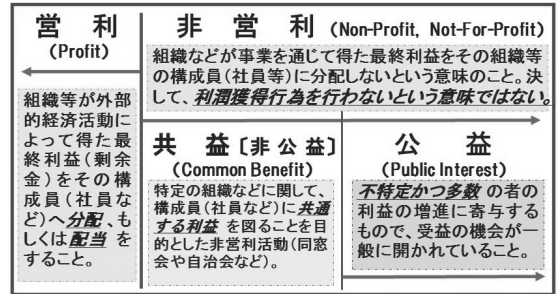 営 利
(Profit)
組織等が外部
的経済活動に
よって得た最
終利益(剰余
金)をその構
成員(社員な
ど)へ分配、も
しくは配当を
すること。
非 営 利 (Non-Profit, Not-For-Profit)
組織などが事業を通じて得た最終利益をその組織等
の構成員(社員等)に分配しないという意味のこと。決
して、利潤獲得行為を行わないという意味ではない。
共 益〔非 公 益〕
(Common Benefit)
特定の組織などに関して、
構成員(社員など)に共通
する利益を図ることを目
的とした非営利活動(同窓
会や自治会など)。
公 益
(Public Interest)
不特定かつ多数の者の
利益の増進に寄与する
もので、受益の機会が一
般に開かれていること。